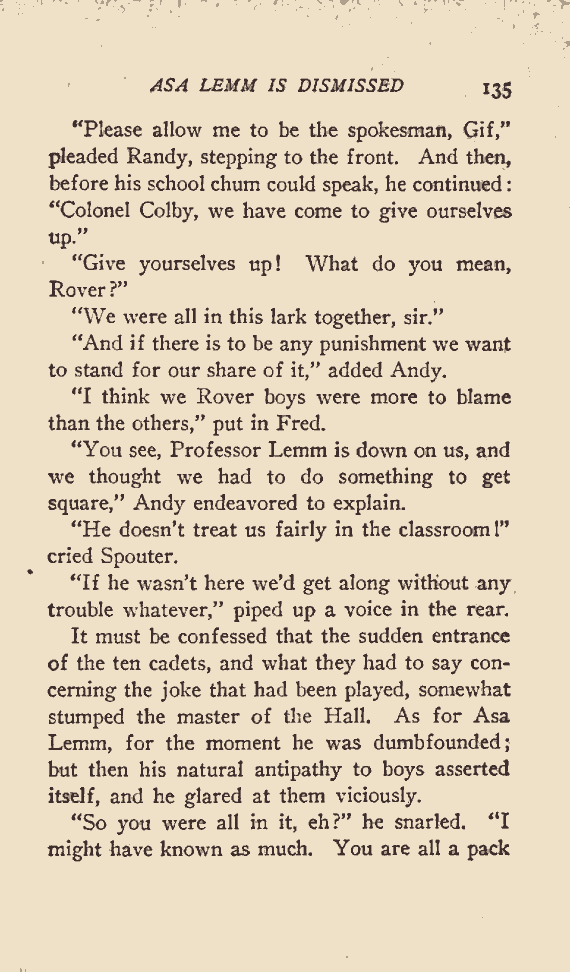 ASA LEMM IS DISMISSED 135
“Please allow me to be the spokesman, Gif,”
pleaded Randy, stepping to the front. And then,
before his school chum could speak, he continued:
“Colonel Colby, we have come to give ourselves
up.”
“Give yourselves up! What do you mean,
Rover?”
“We were all in this lark together, sir.”
“And if there is to be any punishment we want
to stand for our share of it,” added Andy.
“I think we Rover boys were more to blame
than the others,” put in Fred.
“You see, Professor Lemm is down on us, and
we thought we had to do something to get
square,” Andy endeavored to explain.
“He doesn’t treat us fairly in the classroom!”
cried Spouter.
“If he wasn’t here we’d get along without any
trouble whatever,” piped up a voice in the rear.
It must be confessed that the sudden entrance
of the ten cadets, and what they had to say con-
cerning the joke that had been played, somewhat
stumped the master of the Hall. As for Asa
Lemm, for the moment he was dumbfounded;
but then his natural antipathy to boys asserted
itself, and he glared at them viciously.
“So you were all in it, eh?” he snarled. “I
might have known as much. You are all a pack